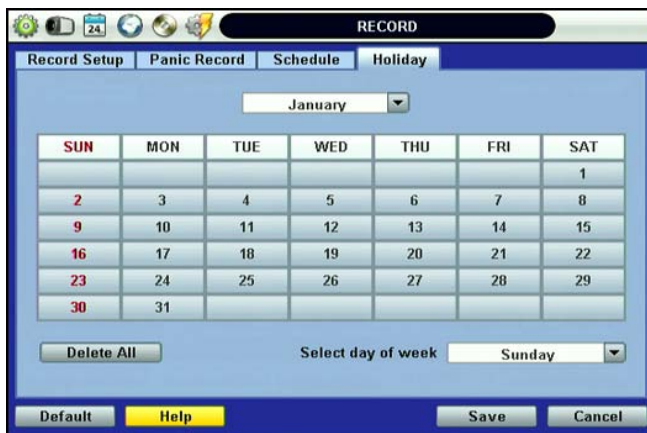 24
RECORD
Record Setup Panic Record Schedule Holiday
January
SUN MON TUE WED THU FRI SAT
1
2 3 4 5 6 7 8
9 10 11 12 13 14 15
16 17 18 19 20 21 22
23 24 25 26 27 28 29
30 31
Delete All Select day of week Sunday
Default Help Save Cancel